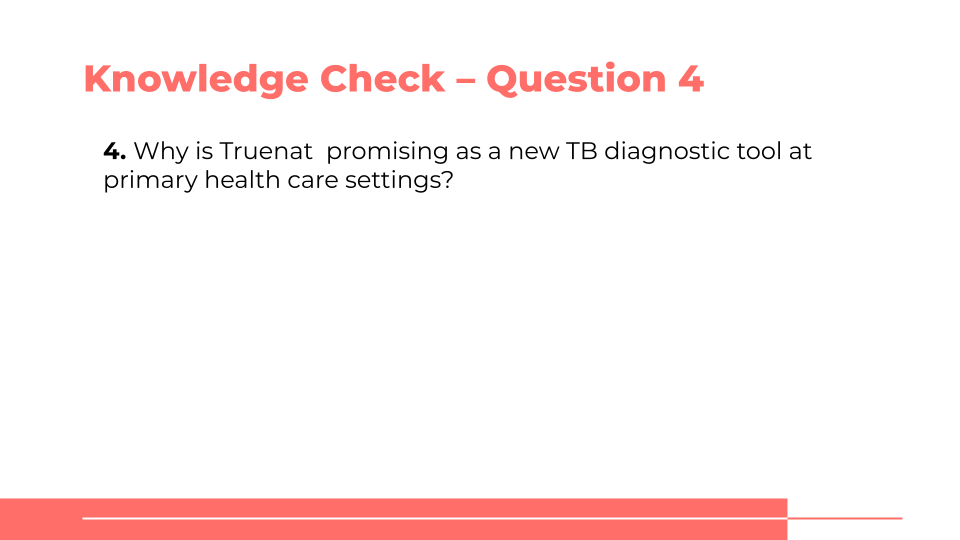 Knowledge Check – Question 4
4. Why is Truenat  promising as a new TB diagnostic tool at
primary health care settings?